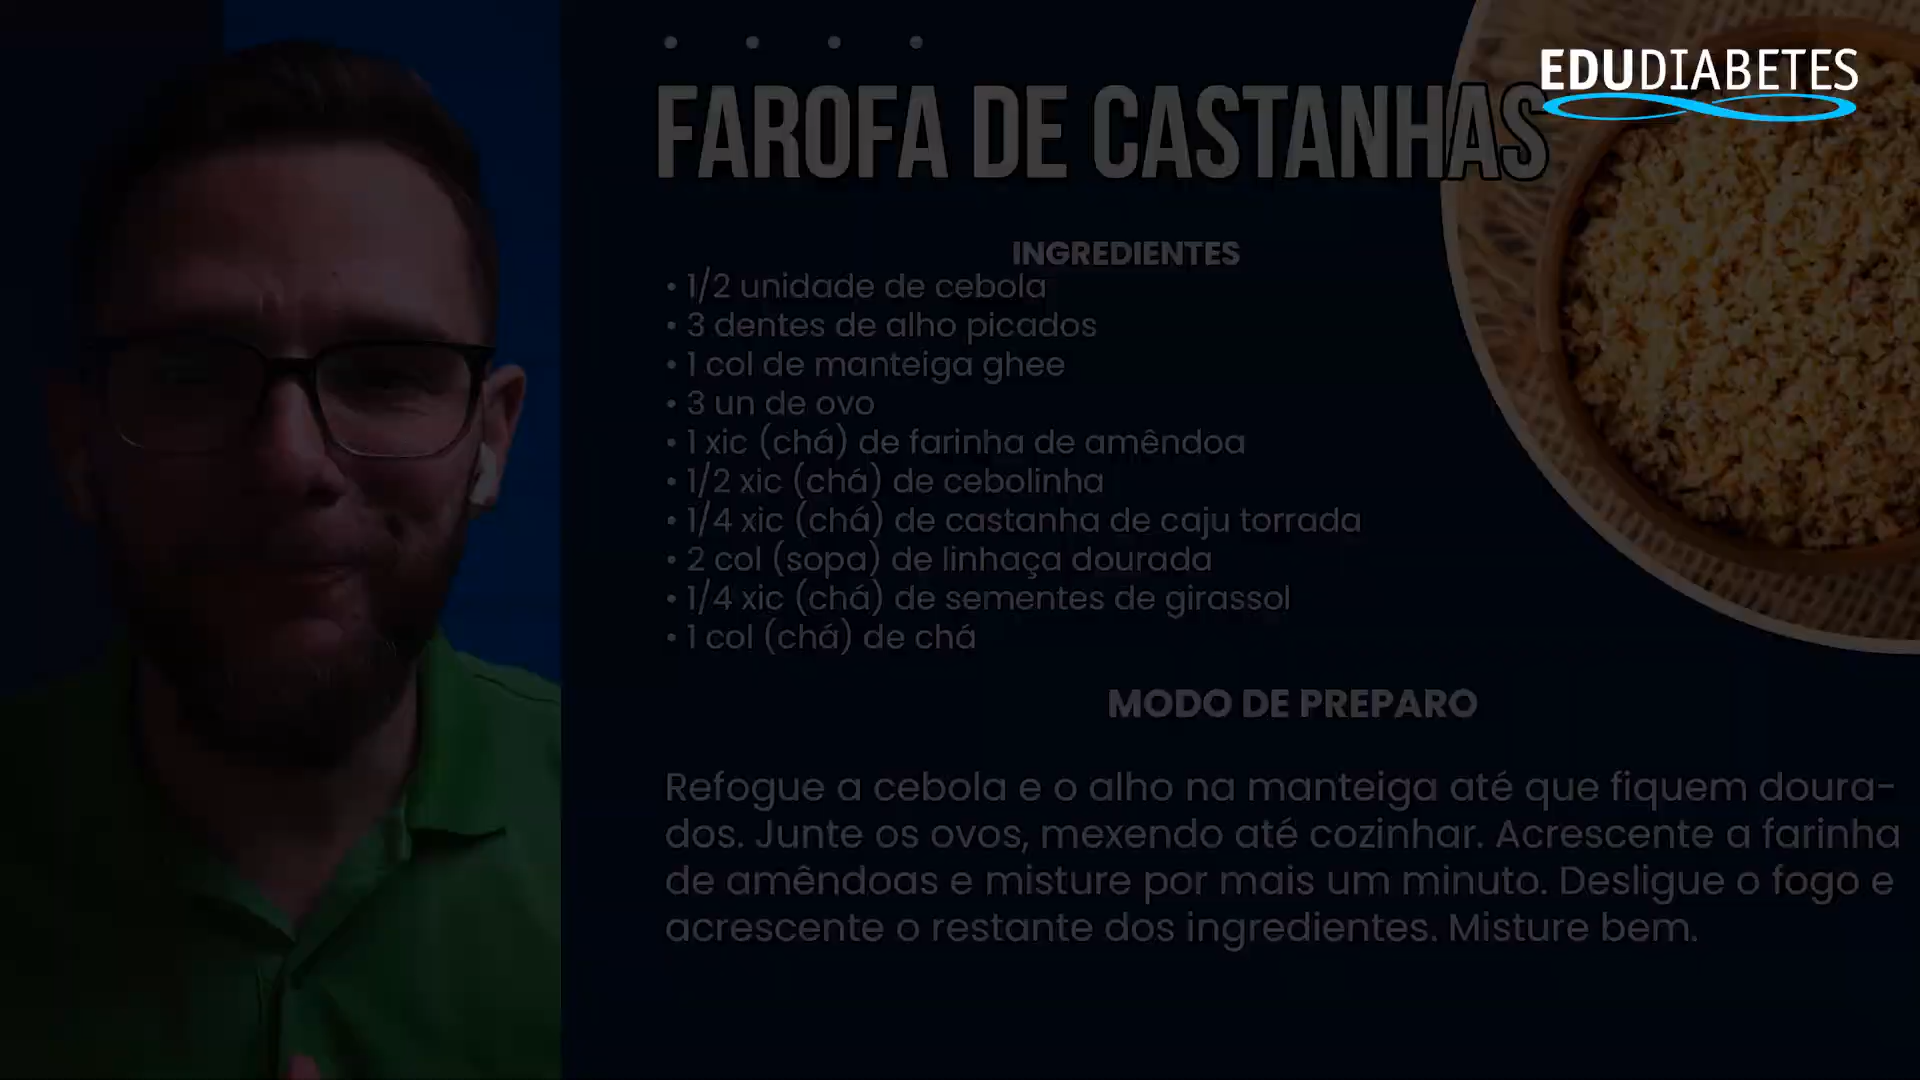 EDUDIABETES
FAROFA DE CASTANHAS
INGREDIENTES
• 1/2 unidade de cebola
• 3 dentes de alho picados
• 1 col de manteiga ghee
• 3 un de ovo
• 1 xic (chá) de farinha de amêndoa
• 1/2 xic (chá) de cebolinha
• 1/4 xic (chá) de castanha de caju torrada
• 2 col (sopa) de linhaça dourada
• 1/4 xic (chá) de sementes de girassol
• 1 col (chá) de chá
MODO DE PREPARO
Refogue a cebola e o alho na manteiga até que fiquem doura-
dos. Junte os ovos, mexendo até cozinhar. Acrescente a farinha
de amêndoas e misture por mais um minuto. Desligue o fogo e
acrescente o restante dos ingredientes. Misture bem.